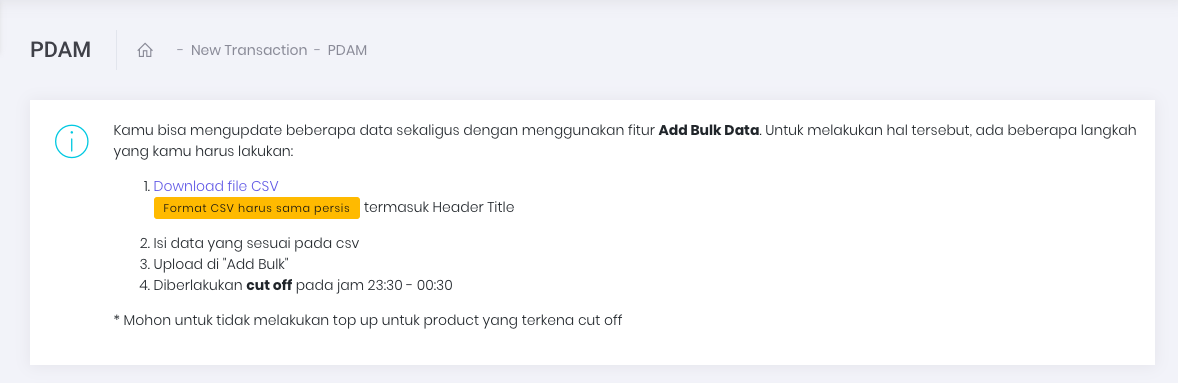 PDAM - New Transaction - PDAM
Kamu bisa mengupdate beberapa data sekaligus dengan menggunakan fitur Add Bulk Data. Untuk melakukan hal tersebut, ada beberapa langkah
yang kamu harus lakukan:
1. Download file CSV
Format CSV harus sama persis termasuk Header Title
2. Isi data yang sesuai pada csv
3. Upload di "Add Bulk"
4. Diberlakukan cut off pada jam 23:30 - 00:30
* Mohon untuk tidak melakukan top up untuk product yang terkena cut off